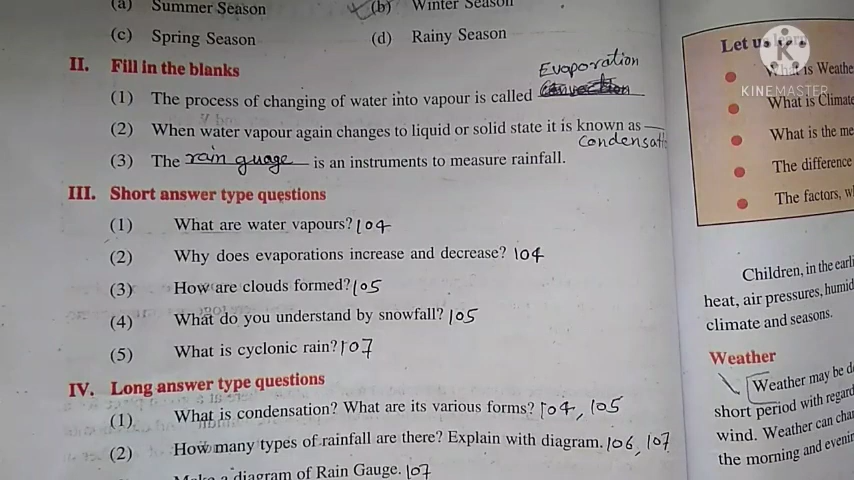 (a) Summer Season (b) Winter Season
(c) Spring Season (d) Rainy Season
II. Fill in the blanks
Evaporation
(1) The process of changing of water into vapour is called
(2) When water vapour again changes to liquid or solid state it is known as
Condensati
(3) The rain guage is an instruments to measure rainfall.
III. Short answer type questions
(1) What are water vapours? 104
(2) Why does evaporations increase and decrease? 104
(3) How are clouds formed? 105
(4) What do you understand by snowfall? 105
(5) What is cyclonic rain? 107
IV. Long answer type questions
(1) What is condensation? What are its various forms? 104, 105
(2) How many types of rainfall are there? Explain with diagram. 106, 107
Make a diagram of Rain Gauge. 107
Let us
What is Weathe
KINEMASTER
What is Climate
What is the me
The difference
The factors, w
Children, in the earli
heat, air pressures, humid
climate and seasons.
Weather
Weather may be d
short period with regard
wind. Weather can cha
the morning and evenin